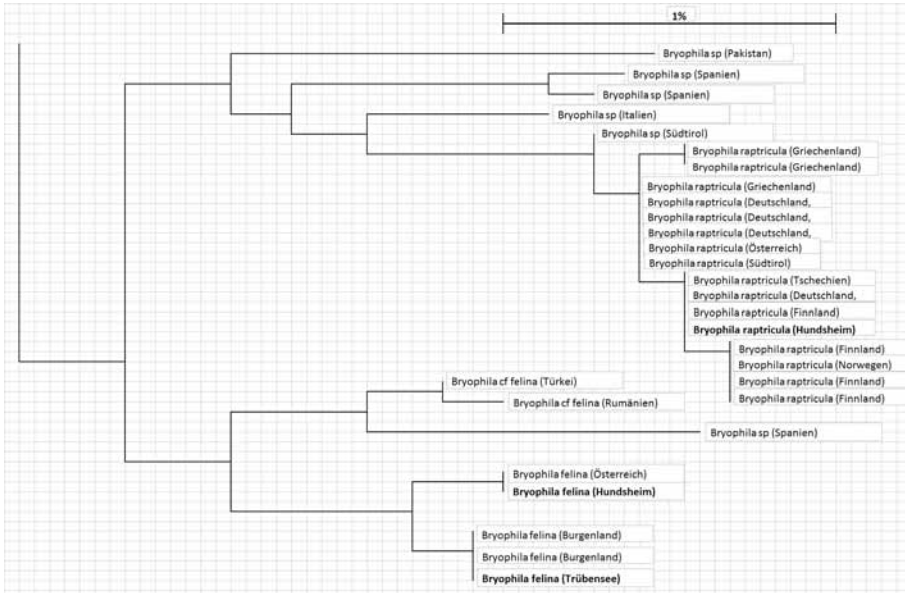 1%
Bryophila sp (Pakistan)
Bryophila sp (Spanien)
Bryophila sp (Spanien)
Bryophila sp (Italien)
Bryophila sp (Südtirol)
Bryophila raptricula (Griechenland)
Bryophila raptricula (Griechenland)
Bryophila raptricula (Griechenland)
Bryophila raptricula (Deutschland,
Bryophila raptricula (Deutschland,
Bryophila raptricula (Deutschland,
Bryophila raptricula (Österreich)
Bryophila raptricula (Südtirol)
Bryophila raptricula (Tschechien)
Bryophila raptricula (Deutschland,
Bryophila raptricula (Finnland)
Bryophila raptricula (Hundsheim)
Bryophila raptricula (Finnland)
Bryophila raptricula (Norwegen)
Bryophila raptricula (Finnland)
Bryophila raptricula (Finnland)
Bryophila cf felina (Türkei)
Bryophila cf felina (Rumänien)
Bryophila sp (Spanien)
Bryophila felina (Österreich)
Bryophila felina (Hundsheim)
Bryophila felina (Burgenland)
Bryophila felina (Burgenland)
Bryophila felina (Trübensee)